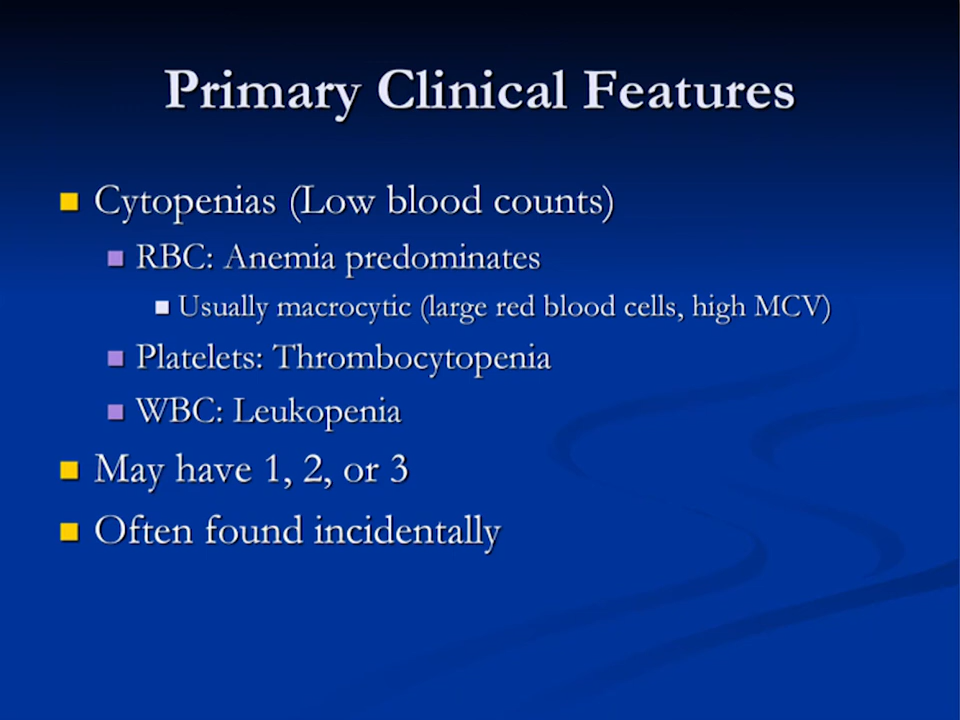 Primary Clinical Features
Cytopenias (Low blood counts)
RBC: Anemia predominates
Usually macrocytic (large red blood cells, high MCV)
Platelets: Thrombocytopenia
WBC: Leukopenia
May have 1, 2, or 3
Often found incidentally